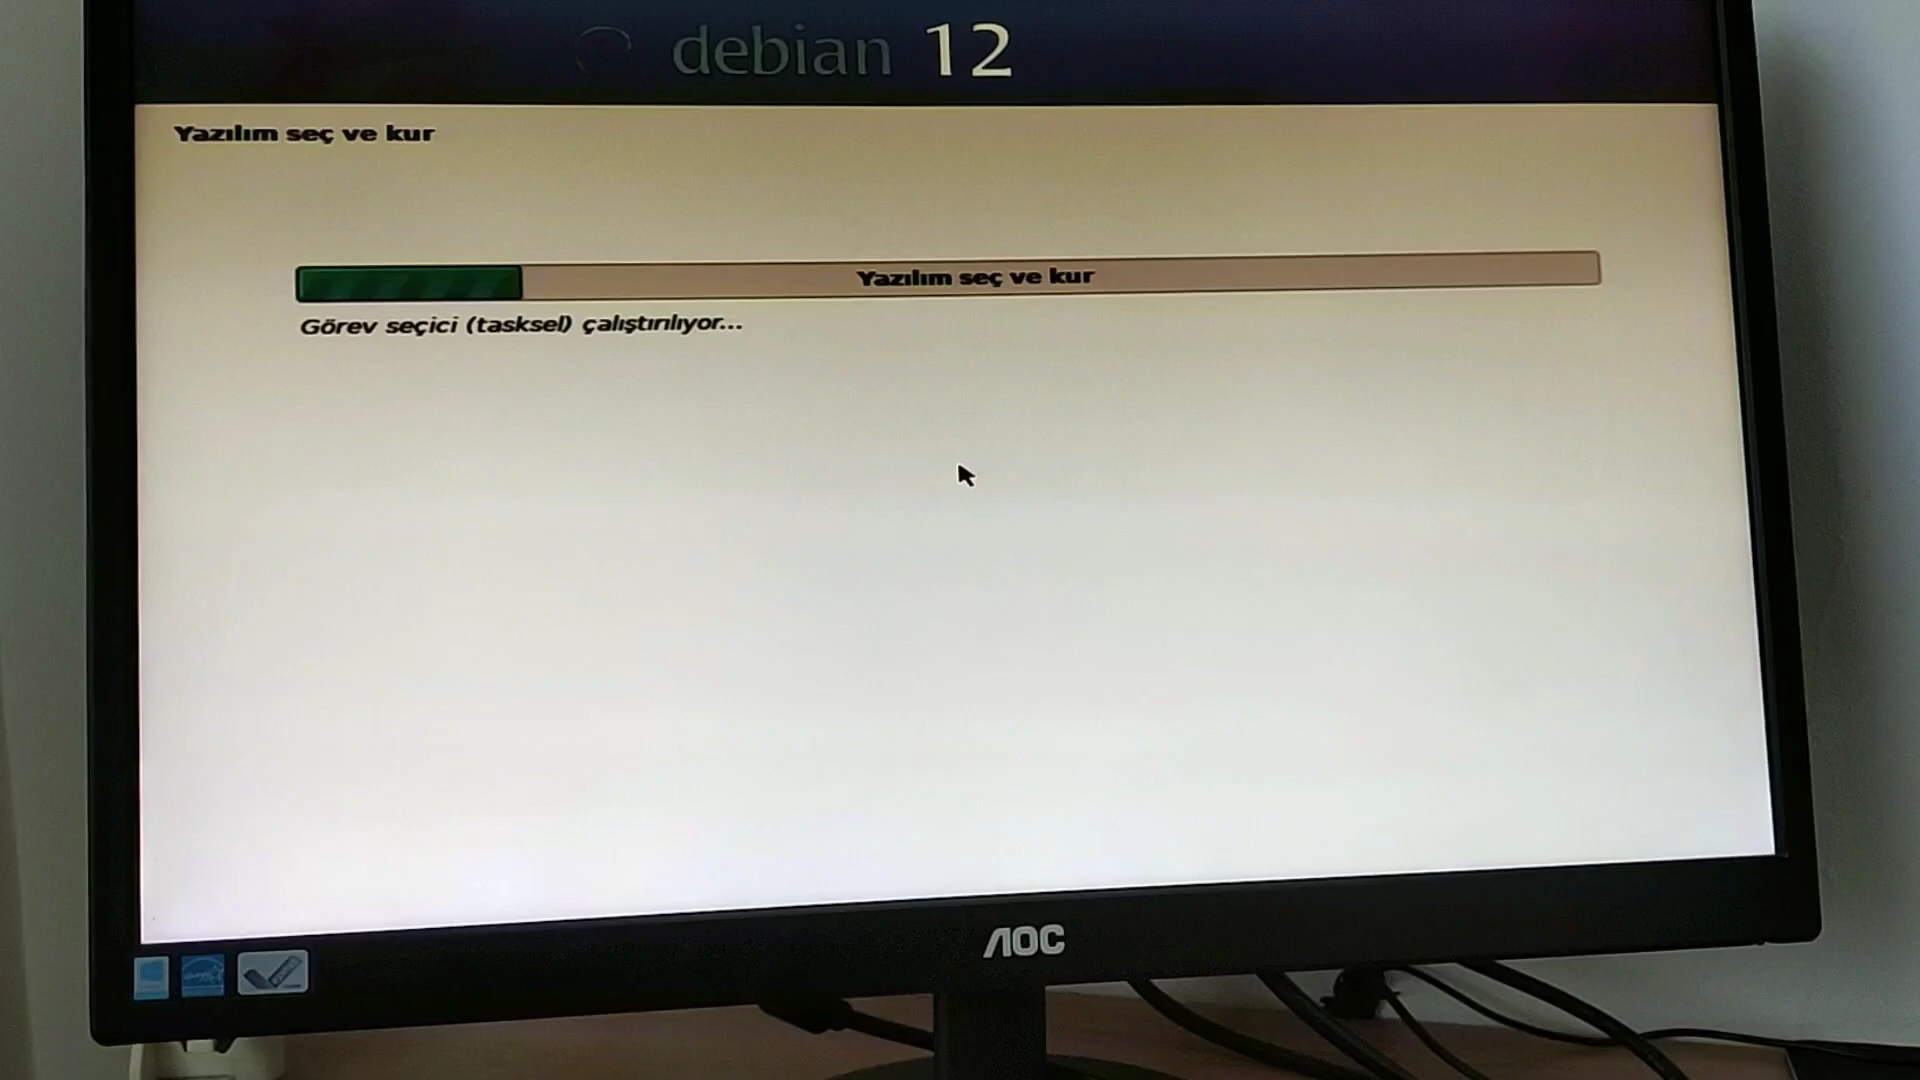 debian 12
Yazılım seç ve kur
Yazılım seç ve kur
Görev seçici (tasksel) çalıştırılıyor...
AOC